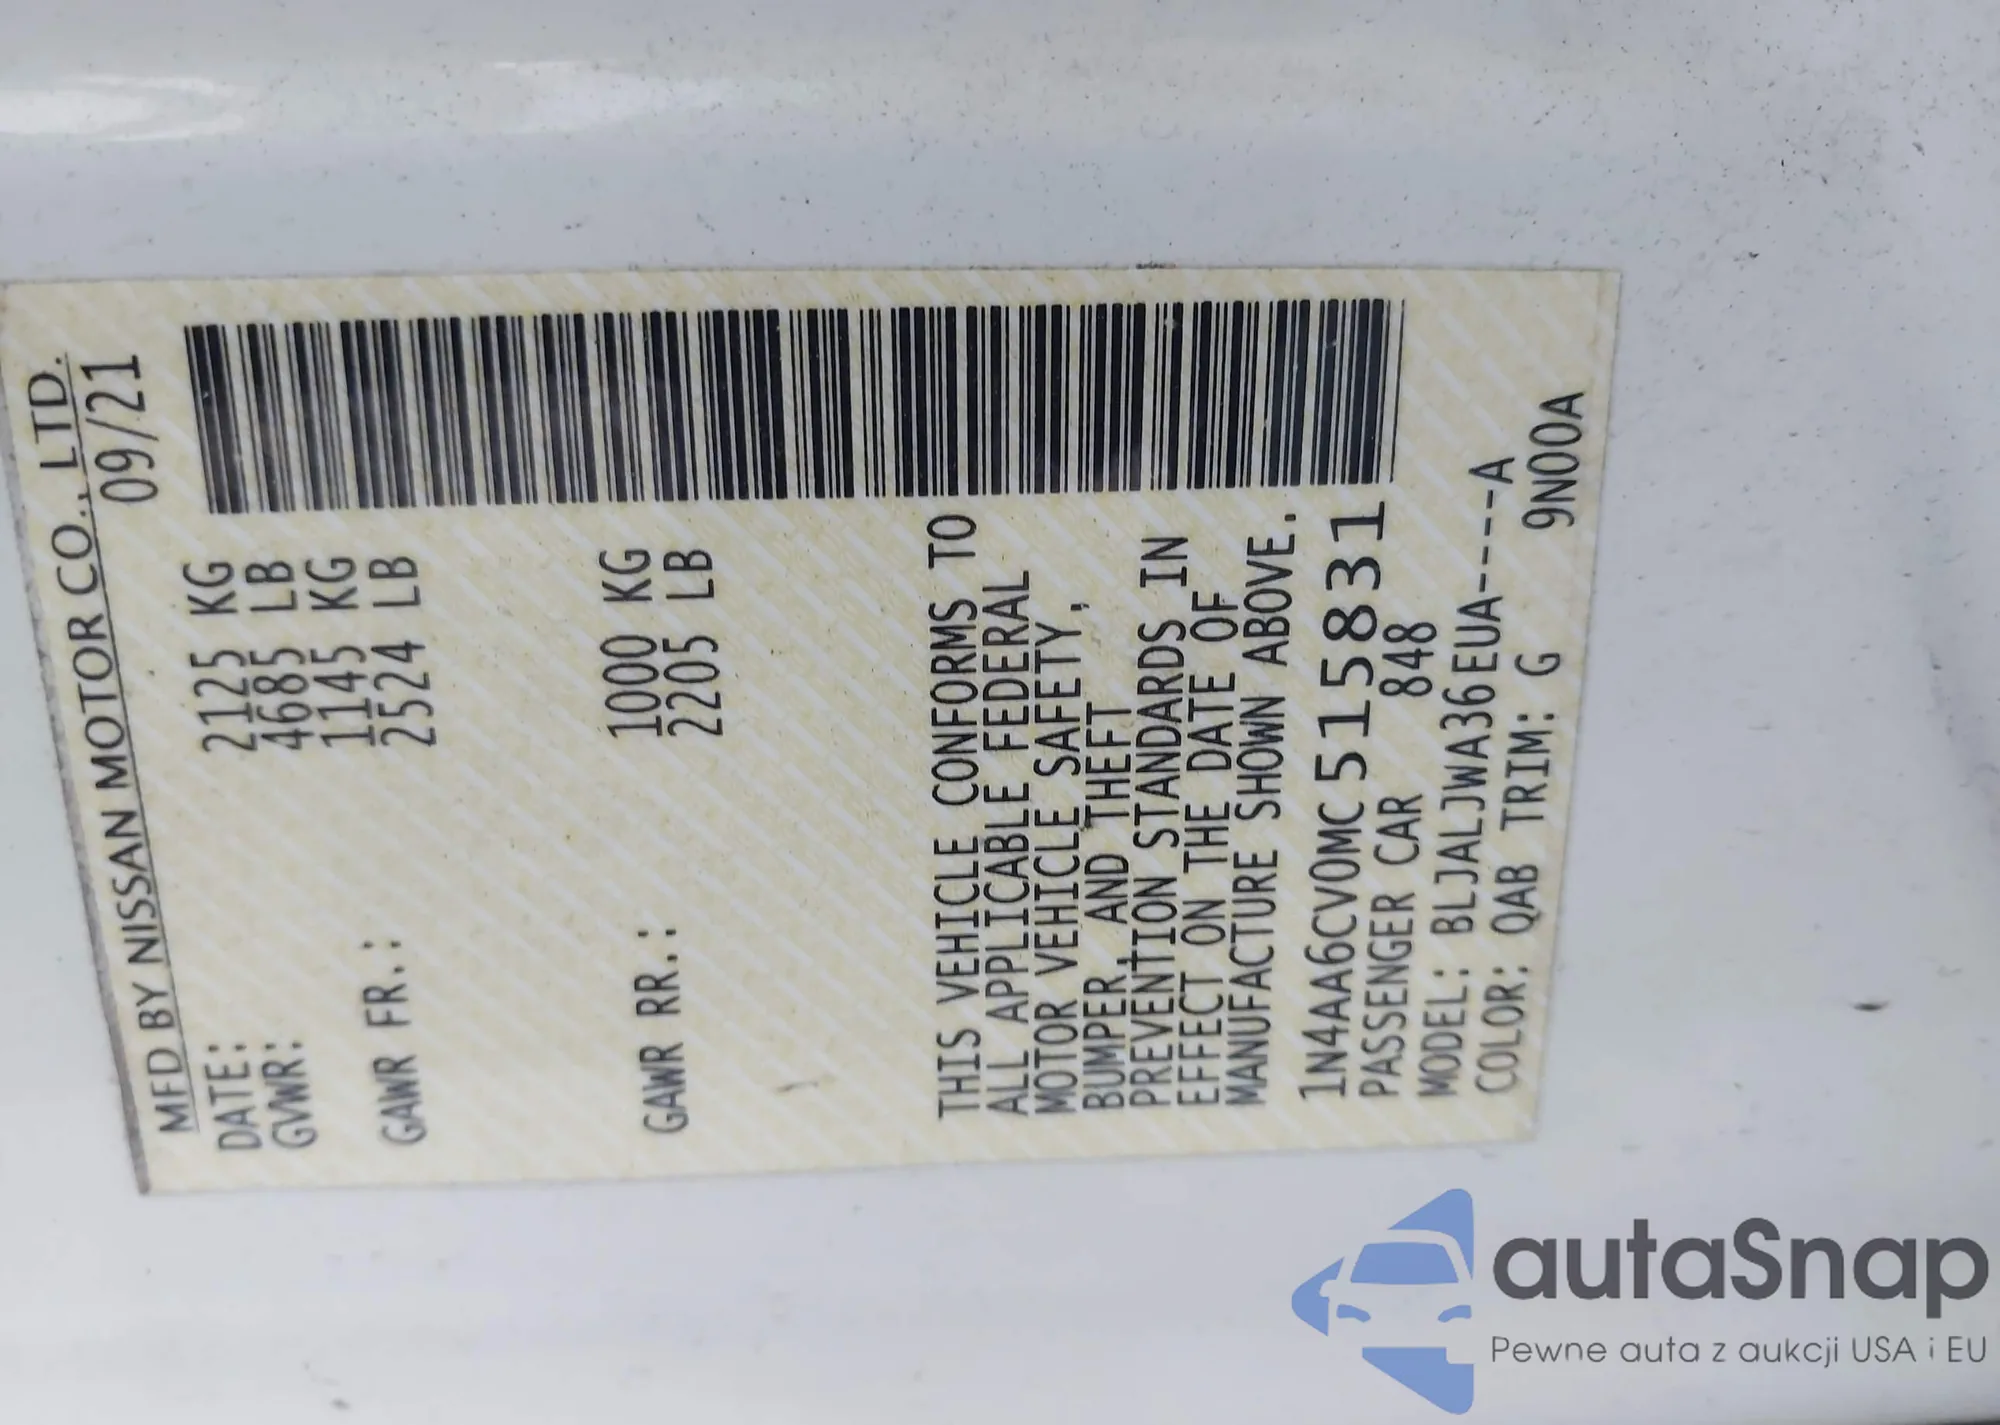 MFD BY NISSAN MOTOR CO., LTD.
DATE: 09/21
GVWR: 2125 KG
4685 LB
GAWR FR.: 1145 KG
2524 LB
GAWR RR.: 1000 KG
2205 LB
THIS VEHICLE CONFORMS TO
ALL APPLICABLE FEDERAL
MOTOR VEHICLE SAFETY,
BUMPER, AND THEFT
PREVENTION STANDARDS IN
EFFECT ON THE DATE OF
MANUFACTURE SHOWN ABOVE.
1N4AA6CV0MC515831
PASSENGER CAR 848
MODEL: BLJALJWA36EUA----A
COLOR: QAB TRIM: G 9N00A
autaSnap
Pewne auta z aukcji USA i EU